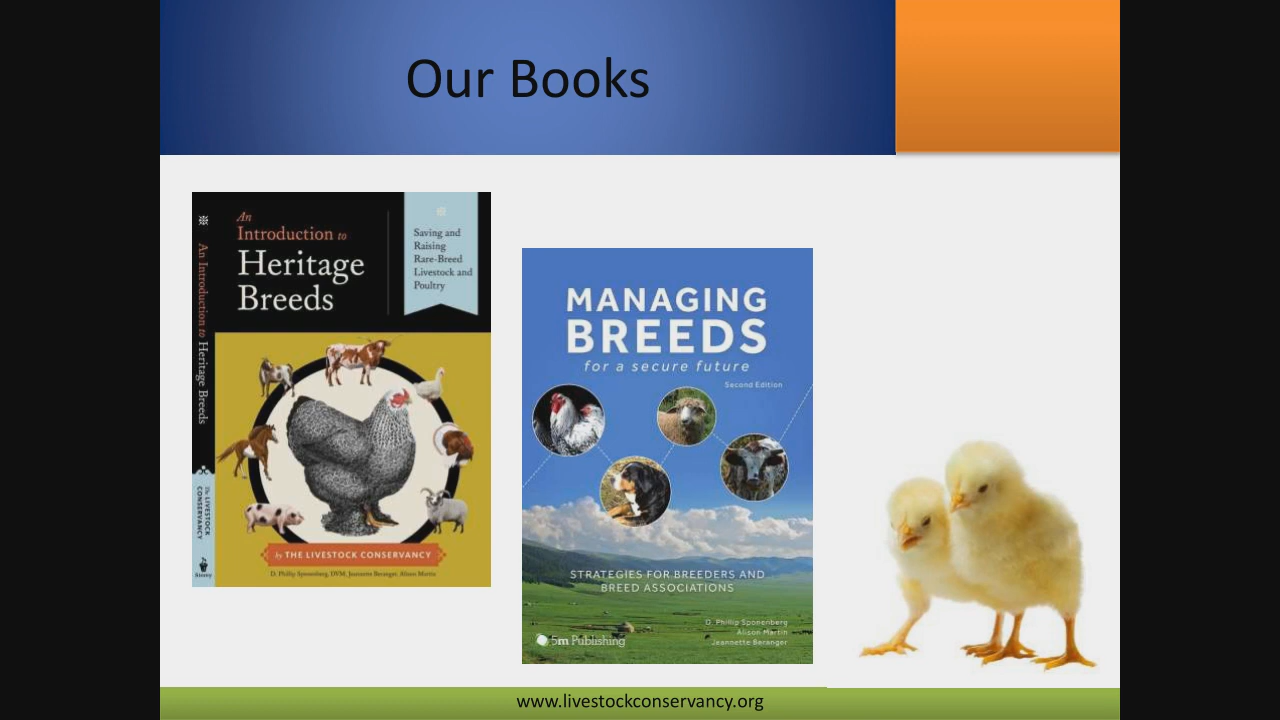 Our Books
An Introduction to Heritage Breeds
The LIVESTOCK
CONSERVANCY
Storey
An
Introduction to
Heritage
Breeds
Saving and
Raising
Rare-Breed
Livestock and
Poultry
by THE LIVESTOCK CONSERVANCY
D. Phillip Sponenberg, DVM, Jeannette Beranger, Alison Martin
MANAGING
BREEDS
for a secure future
Second Edition
STRATEGIES FOR BREEDERS AND
BREED ASSOCIATIONS
D. Phillip Sponenberg
Alison Martin
Jeannette Beranger
5m Publishing
www.livestockconservancy.org